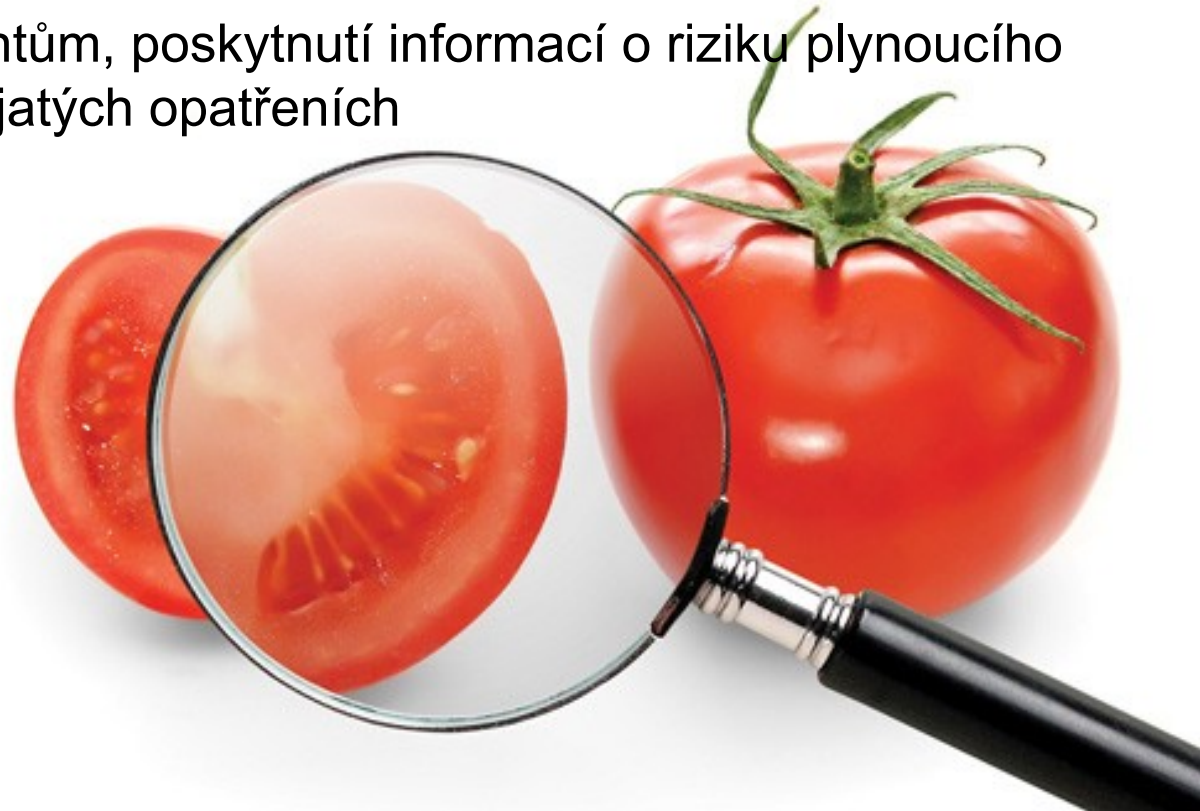 ntům, poskytnutí informací o riziku plynoucího
jatých opatřeních